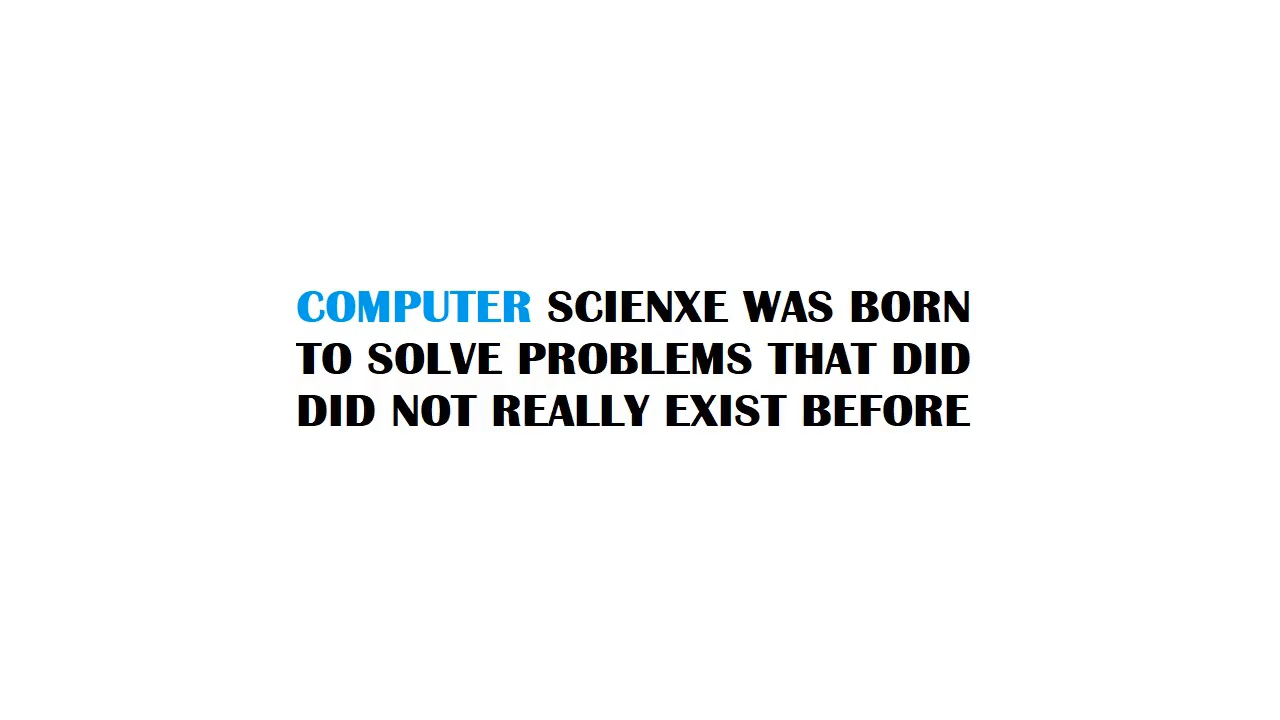 COMPUTER SCIENXE WAS BORN
TO SOLVE PROBLEMS THAT DID
DID NOT REALLY EXIST BEFORE